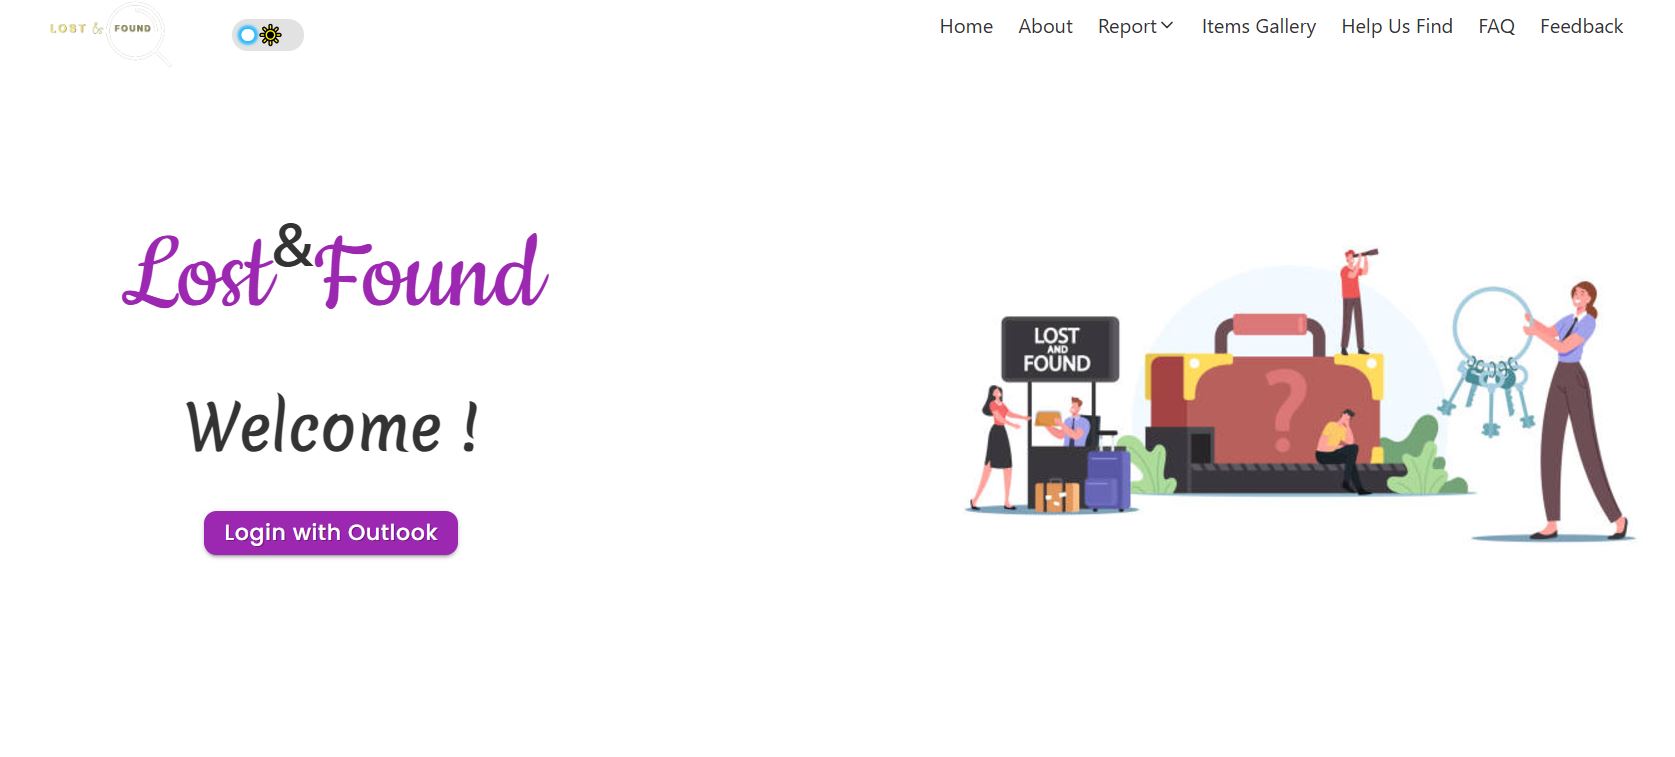 LOST & FOUND
Home About Report Items Gallery Help Us Find FAQ Feedback
Lost&Found
Welcome !
Login with Outlook
LOST
AND
FOUND
?